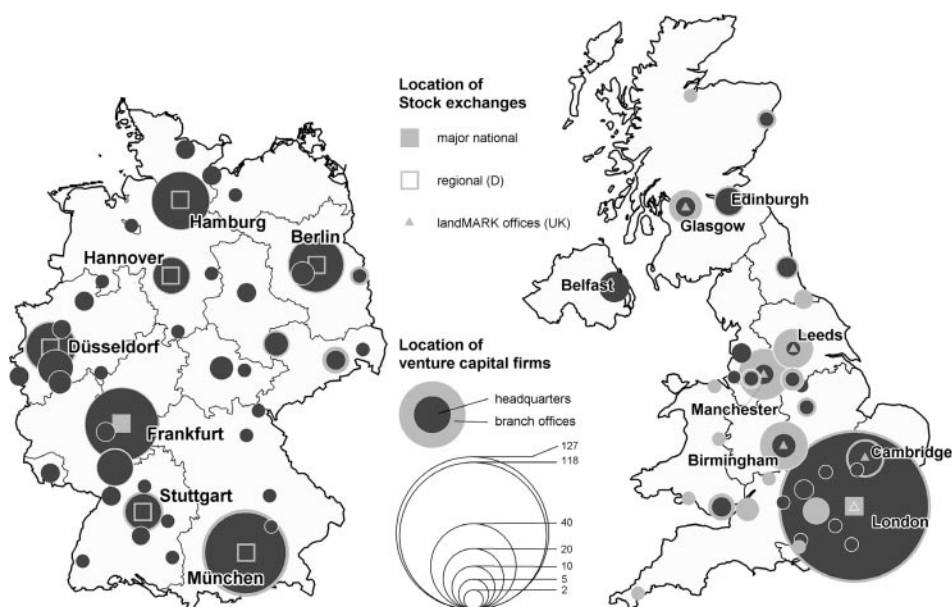 Location of
Stock exchanges
major national
regional (D)
landMARK offices (UK)
Location of
venture capital firms
headquarters
branch offices
127
118
40
20
10
5
2
Hamburg
Berlin
Hannover
Düsseldorf
Frankfurt
Stuttgart
München
Edinburgh
Glasgow
Belfast
Leeds
Manchester
Birmingham
Cambridge
London